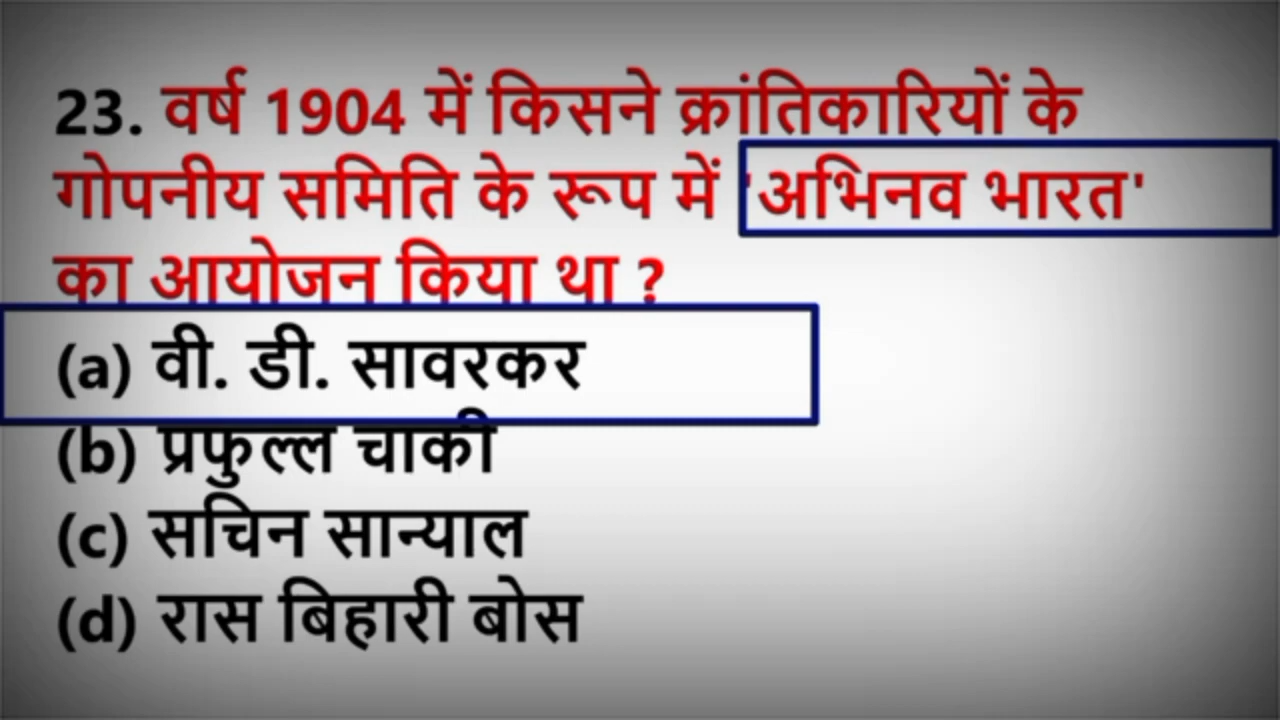 23. वर्ष 1904 में किसने क्रांतिकारियों के
गोपनीय समिति के रूप में 'अभिनव भारत'
का आयोजन किया था ?
(a) वी. डी. सावरकर
(b) प्रफुल्ल चाकी
(c) सचिन सान्याल
(d) रास बिहारी बोस